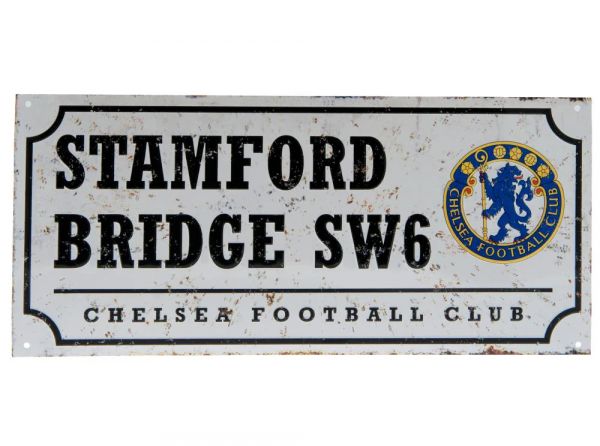 STAMFORD
BRIDGE SW6
CHELSEA FOOTBALL CLUB
CHELSEA FOOTBALL CLUB